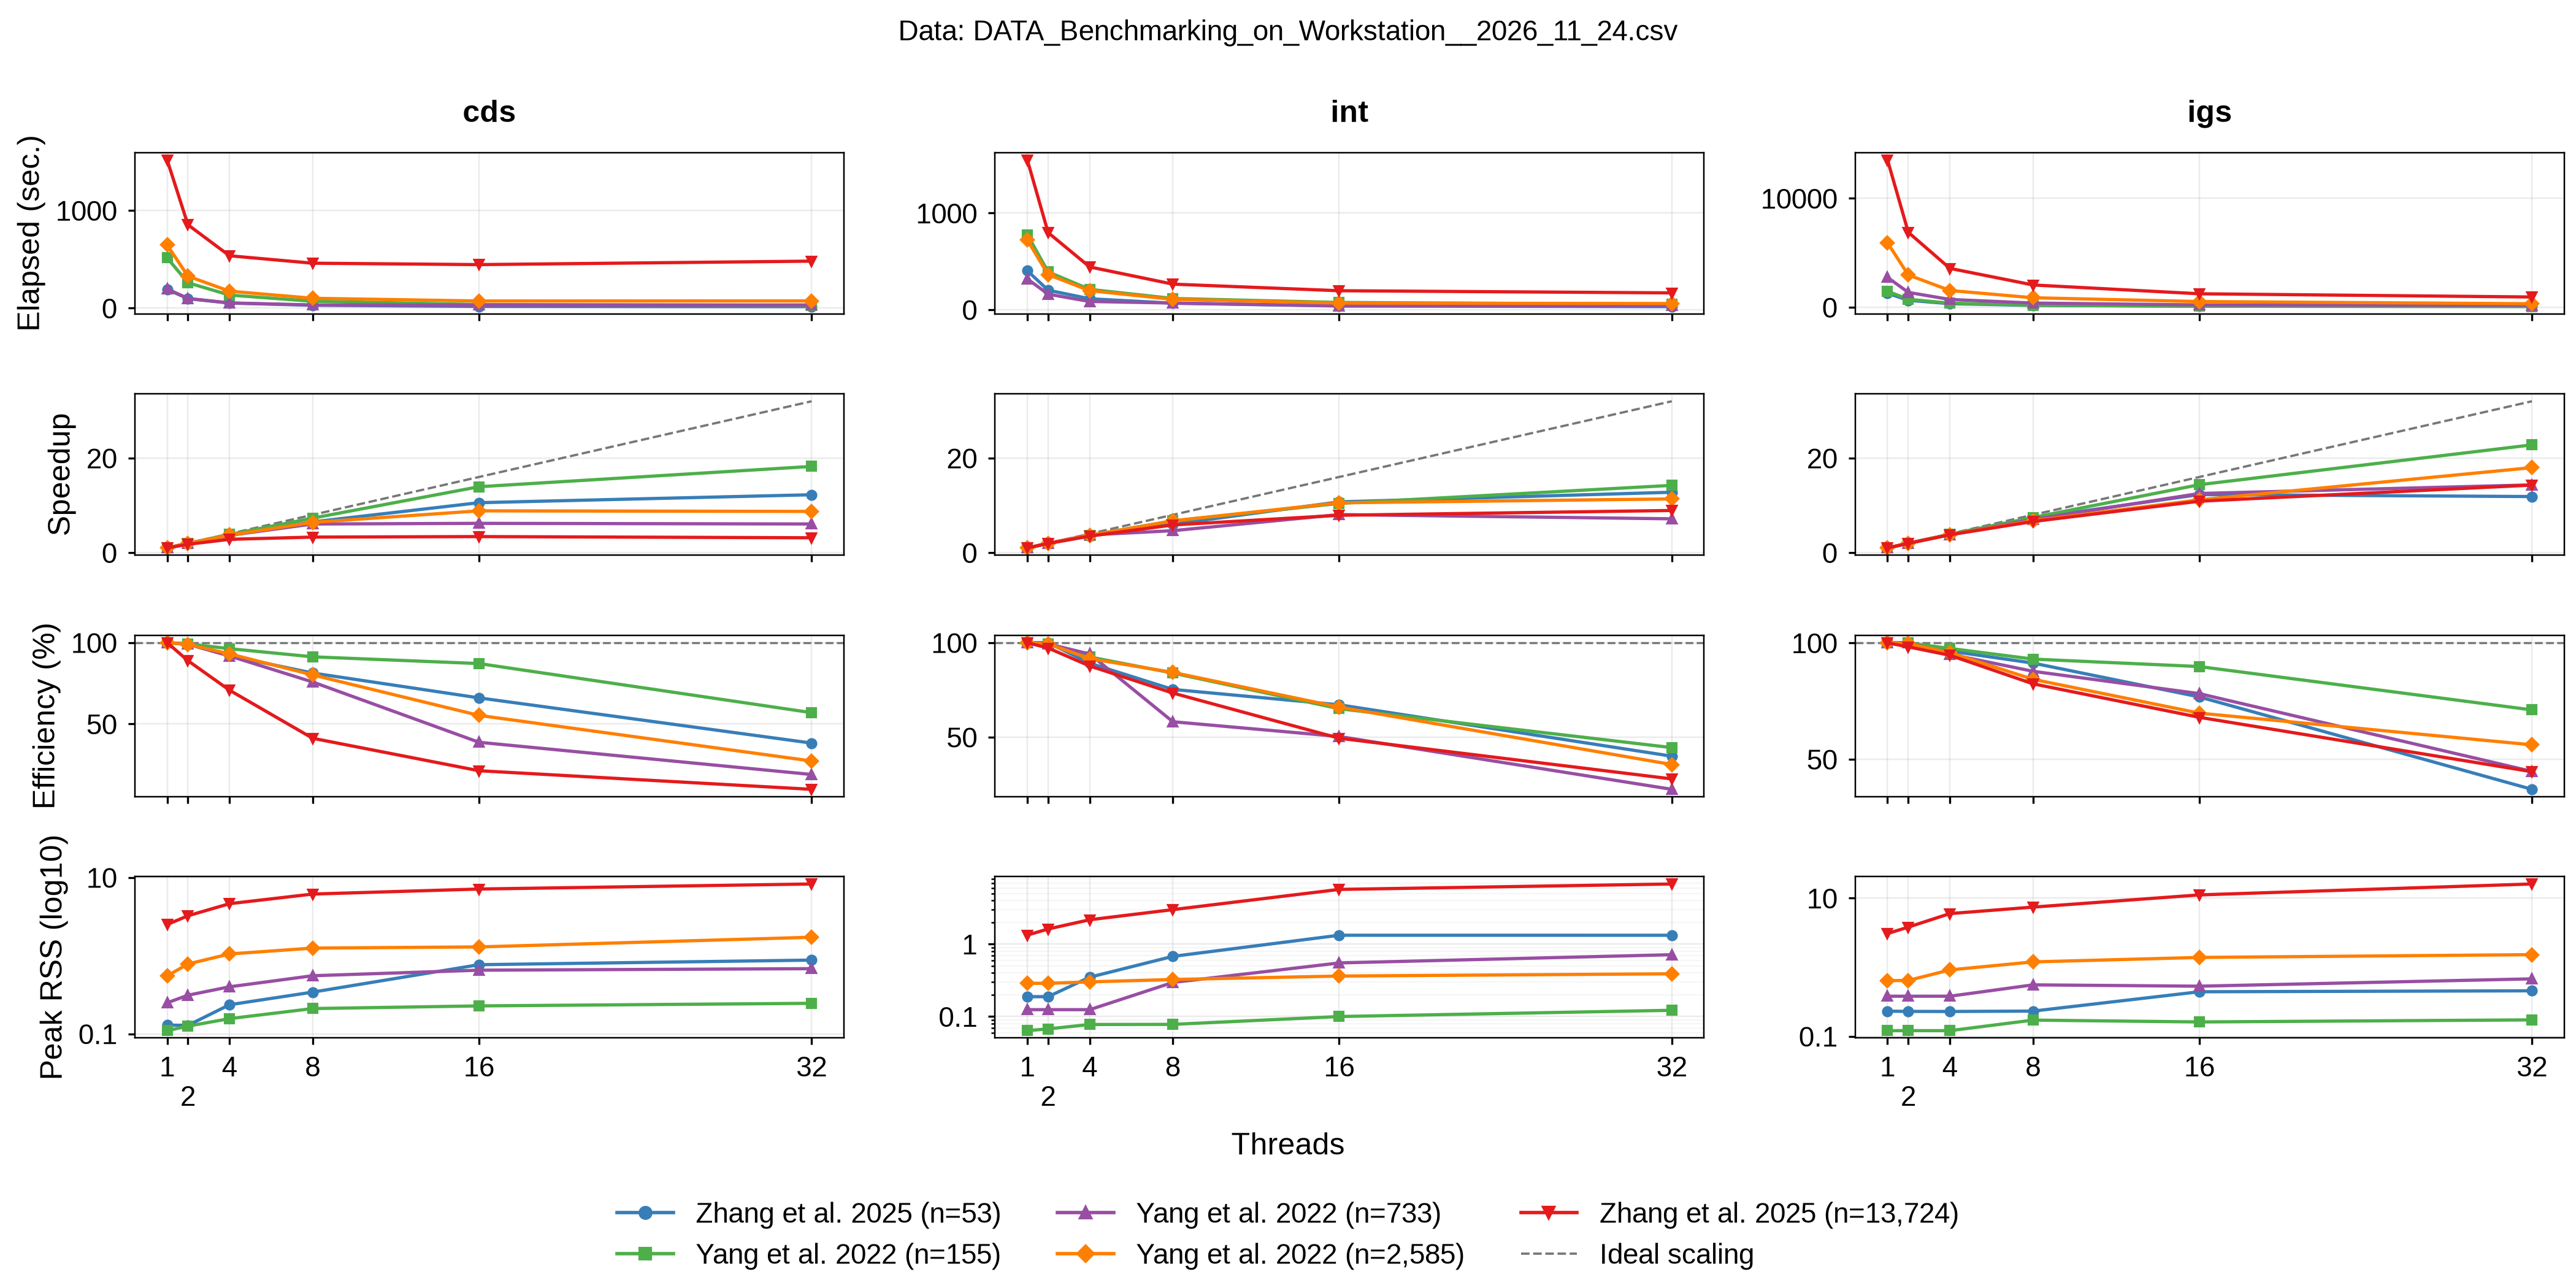 Data: DATA_Benchmarking_on_Workstation__2026_11_24.csv
cds int igs
Elapsed (sec.)
1000
0
1000
0
10000
0
Speedup
20
0
20
0
20
0
Efficiency (%)
100
50
100
50
100
50
Peak RSS (log10)
10
0.1
1
0.1
10
0.1
1 2 4 8 16 32
1 2 4 8 16 32
1 2 4 8 16 32
Threads
Zhang et al. 2025 (n=53)
Yang et al. 2022 (n=155)
Yang et al. 2022 (n=733)
Yang et al. 2022 (n=2,585)
Zhang et al. 2025 (n=13,724)
Ideal scaling